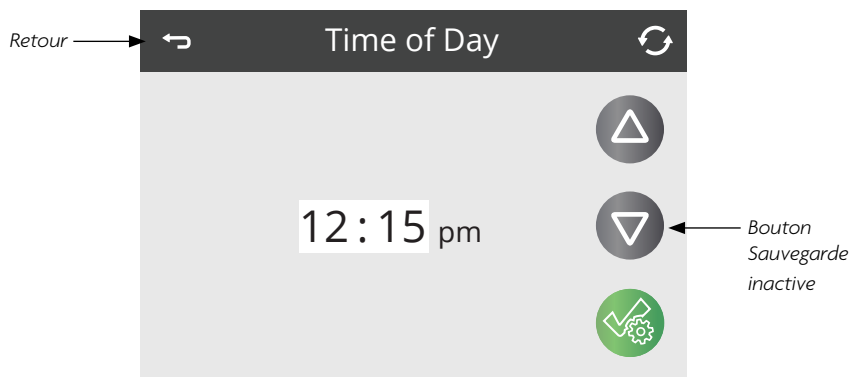 Retour
Time of Day
12 : 15 pm
Bouton
Sauvegarde
inactive